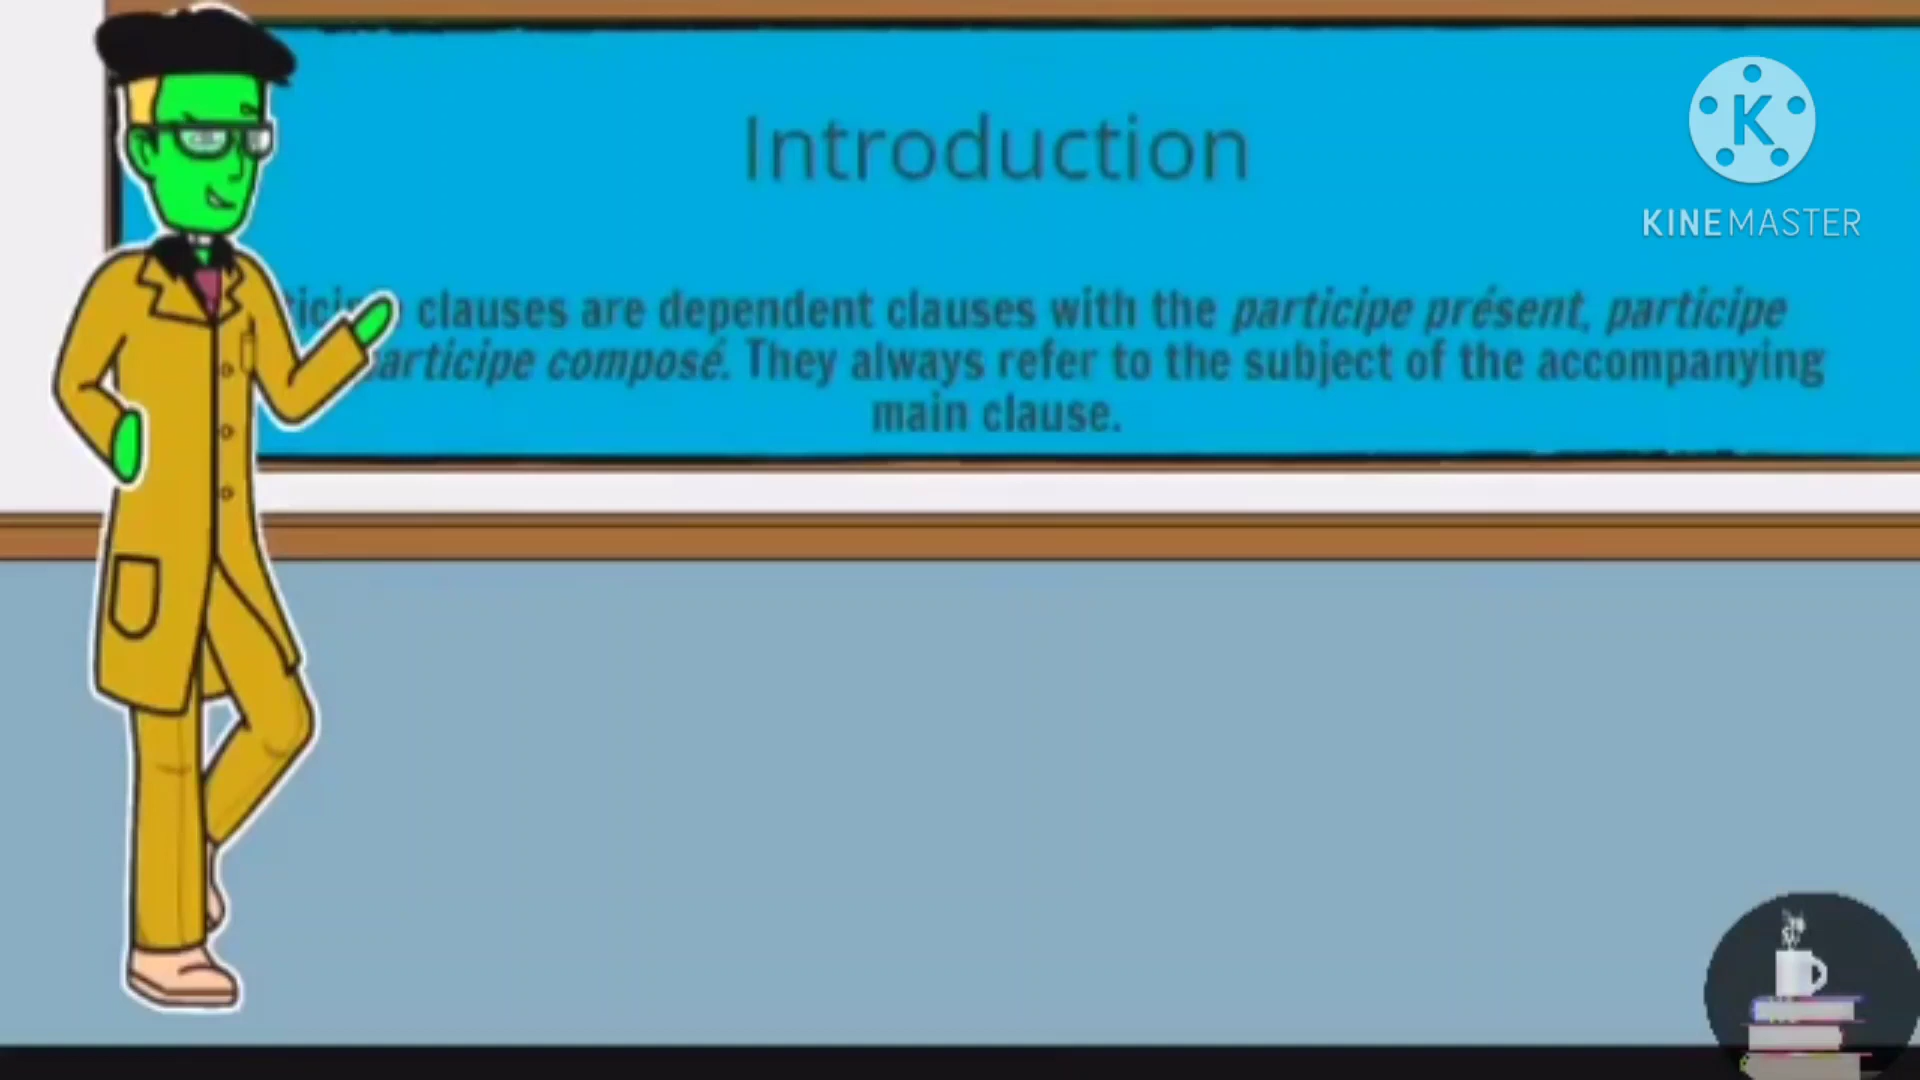 Introduction
KINEMASTER
clauses are dependent clauses with the participe présent, participe
participe composé. They always refer to the subject of the accompanying
main clause.